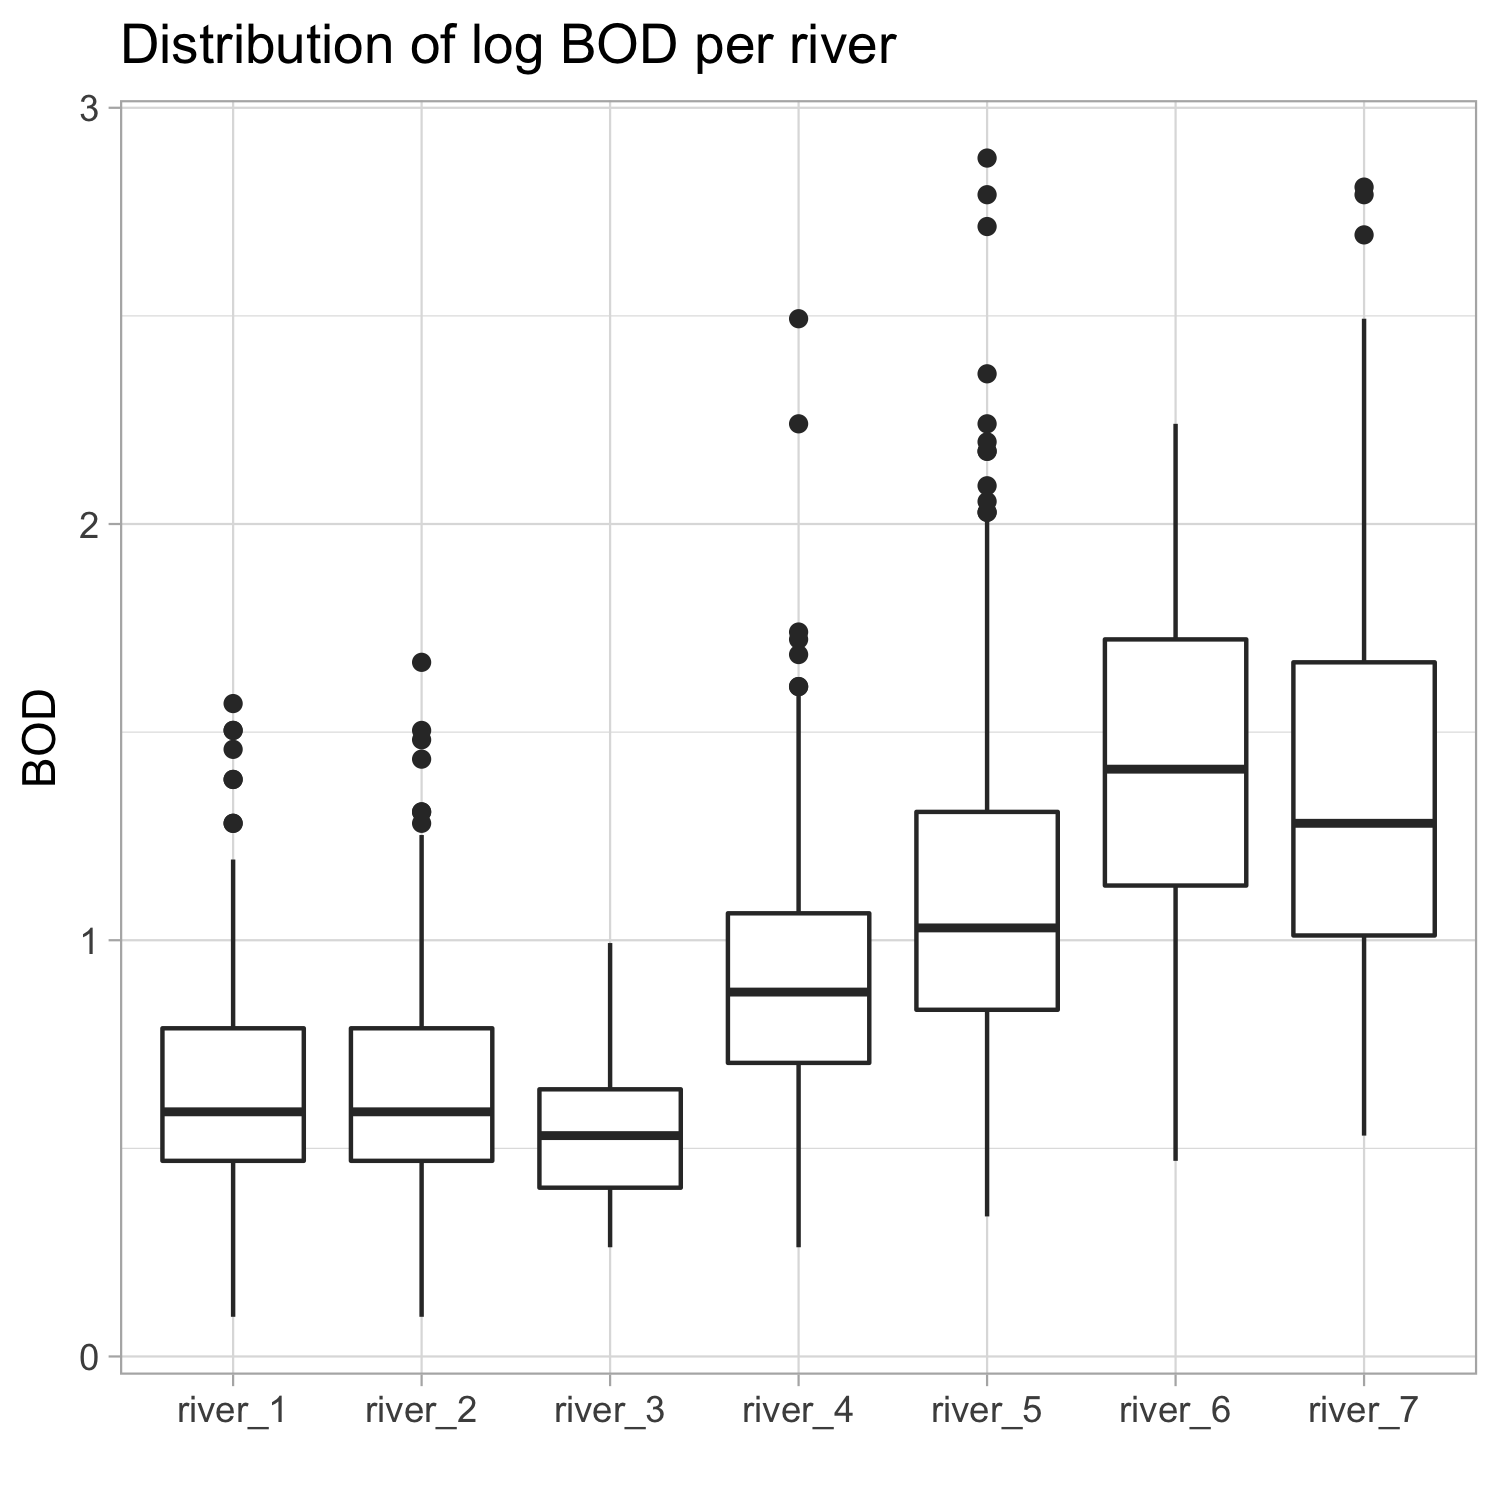 Distribution of log BOD per river
3
2
1
0
BOD
river_1 river_2 river_3 river_4 river_5 river_6 river_7